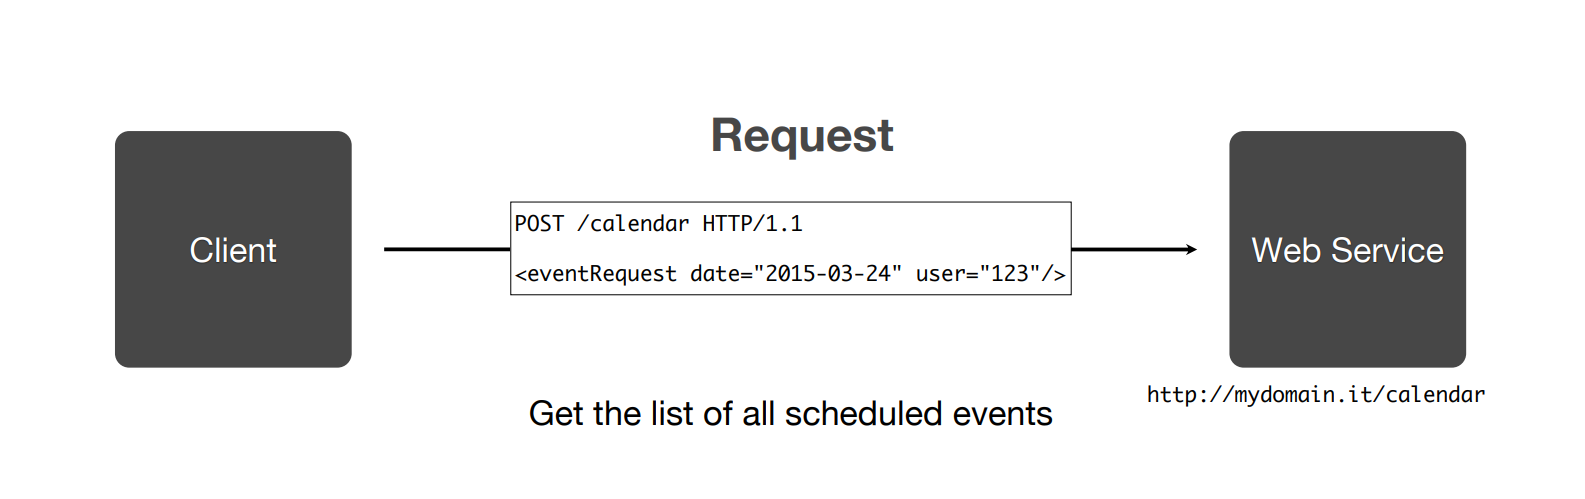 Request
Client
POST /calendar HTTP/1.1
<eventRequest date="2015-03-24" user="123"/>
Web Service
http://mydomain.it/calendar
Get the list of all scheduled events